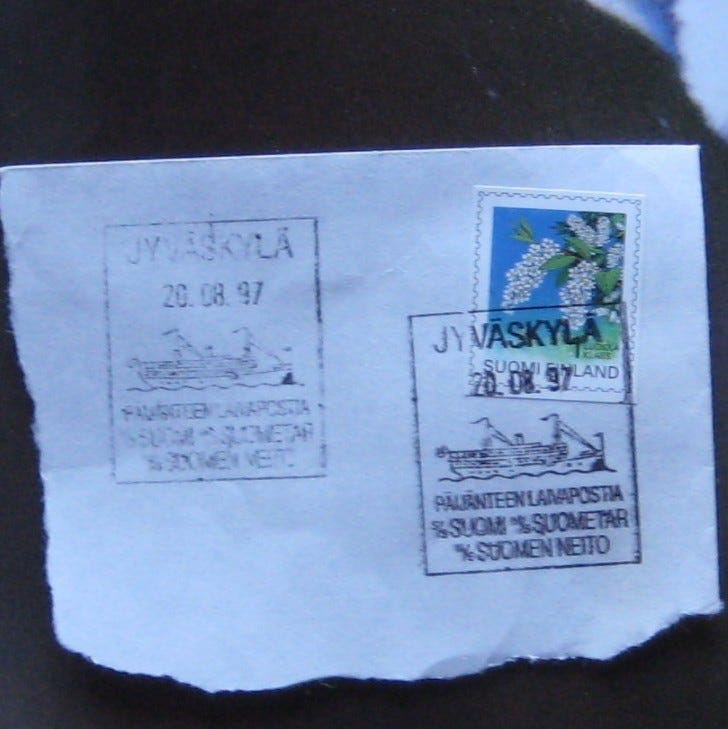 JYVÄSKYLÄ
20.08.97
PÄIJÄNTEEN LAIVAPOSTIA
S/S SUOMI M/S SUOMETAR
M/S SUOMEN NEITO
SUOMI FINLAND
JYVÄSKYLÄ
20.08.97
PÄIJÄNTEEN LAIVAPOSTIA
S/S SUOMI M/S SUOMETAR
M/S SUOMEN NEITO